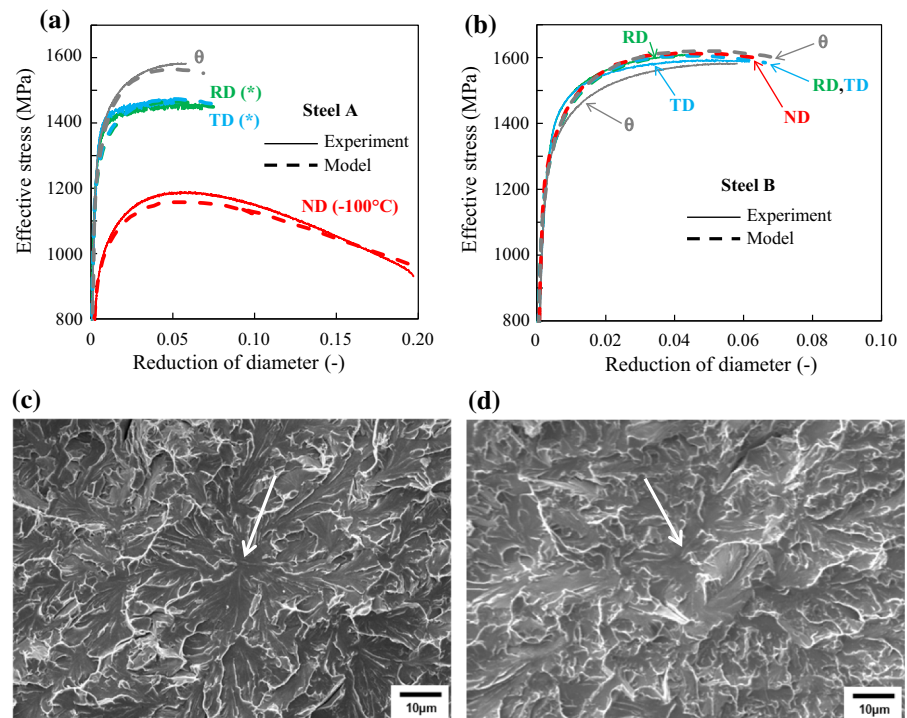 (a)
1600
1400
1200
1000
800
Effective stress (MPa)
θ
RD (*)
TD (*)
Steel A
Experiment
Model
ND (-100°C)
0
0.05
0.10
0.15
0.20
Reduction of diameter (-)
(b)
1600
1400
1200
1000
800
Effective stress (MPa)
RD
θ
TD
RD,TD
ND
θ
Steel B
Experiment
Model
0
0.02
0.04
0.06
0.08
0.10
Reduction of diameter (-)
(c)
10µm
(d)
10µm